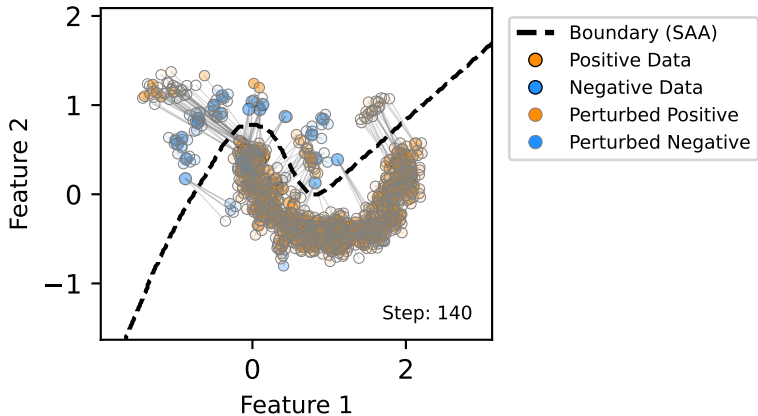 2
1
0
−1
0
2
Feature 2
Feature 1
Step: 140
Boundary (SAA)
Positive Data
Negative Data
Perturbed Positive
Perturbed Negative